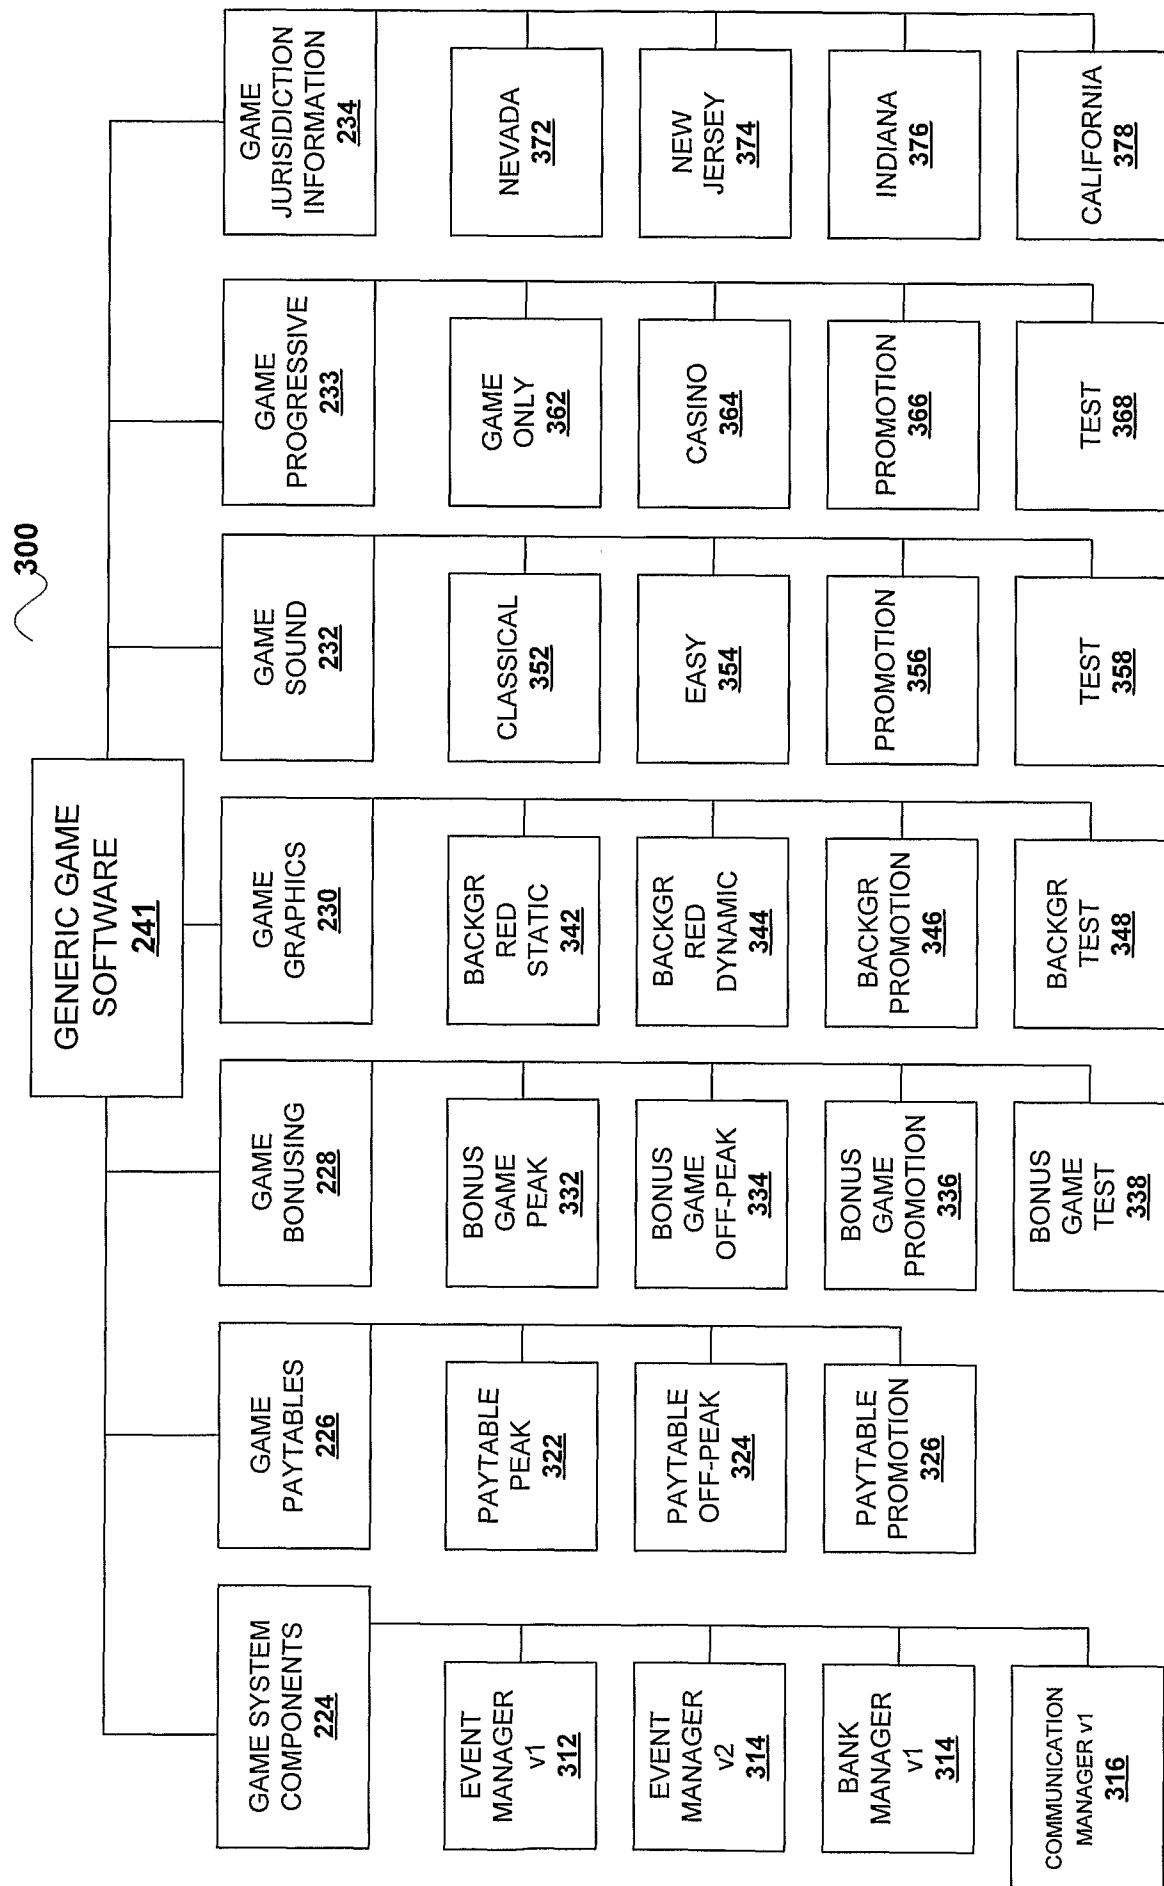 300
GENERIC GAME
SOFTWARE
241
GAME SYSTEM
COMPONENTS
224
EVENT
MANAGER
v1
312
EVENT
MANAGER
v2
314
BANK
MANAGER
v1
314
COMMUNICATION
MANAGER v1
316
GAME
PAYTABLES
226
PAYTABLE
PEAK
322
PAYTABLE
OFF-PEAK
324
PAYTABLE
PROMOTION
326
GAME
BONUSING
228
BONUS
GAME
PEAK
332
BONUS
GAME
OFF-PEAK
334
BONUS
GAME
PROMOTION
336
BONUS
GAME
TEST
338
GAME
GRAPHICS
230
BACKGR
RED
STATIC
342
BACKGR
RED
DYNAMIC
344
BACKGR
PROMOTION
346
BACKGR
TEST
348
GAME
SOUND
232
CLASSICAL
352
EASY
354
PROMOTION
356
TEST
358
GAME
PROGRESSIVE
233
GAME
ONLY
362
CASINO
364
PROMOTION
366
TEST
368
GAME
JURISIDICTION
INFORMATION
234
NEVADA
372
NEW
JERSEY
374
INDIANA
376
CALIFORNIA
378